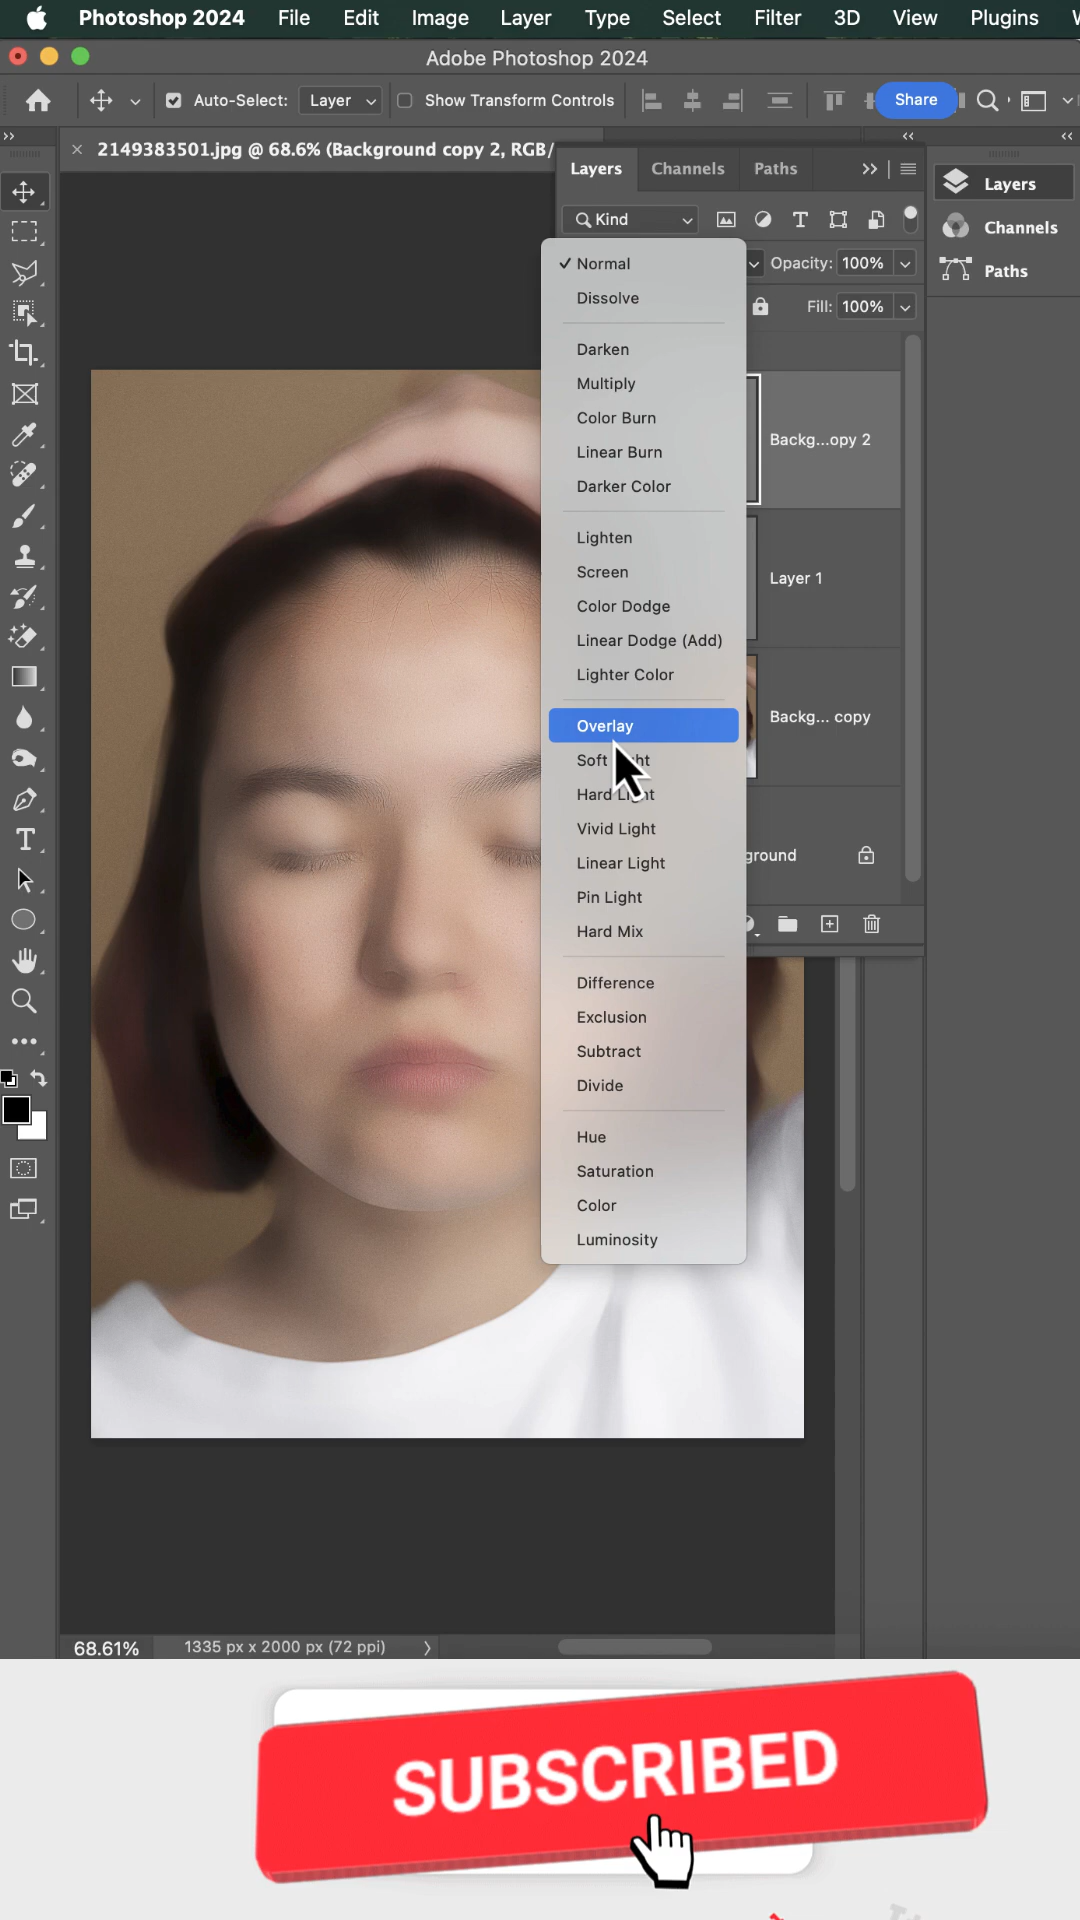 Photoshop 2024 File Edit Image Layer Type Select Filter 3D View Plugins
Adobe Photoshop 2024
Auto-Select: Layer Show Transform Controls Share
2149383501.jpg @ 68.6% (Background copy 2, RGB/
Layers Channels Paths
Layers
Kind
Channels
Normal
Opacity: 100%
Paths
Dissolve
Fill: 100%
Darken
Multiply
Color Burn
Backg...opy 2
Linear Burn
Darker Color
Lighten
Screen
Layer 1
Color Dodge
Linear Dodge (Add)
Lighter Color
Backg... copy
Overlay
Soft Light
Hard Light
Vivid Light
ground
Linear Light
Pin Light
Hard Mix
Difference
Exclusion
Subtract
Divide
Hue
Saturation
Color
Luminosity
68.61% 1335 px x 2000 px (72 ppi)
SUBSCRIBED